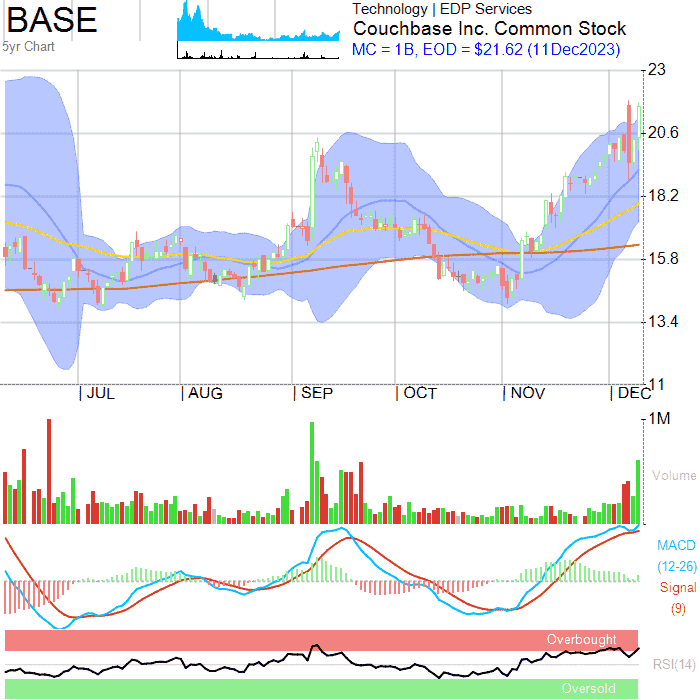 BASE
5yr Chart
Technology | EDP Services
Couchbase Inc. Common Stock
MC = 1B, EOD = $21.62 (11Dec2023)
23
20.6
18.2
15.8
13.4
11
JUL
AUG
SEP
OCT
NOV
DEC
1M
Volume
MACD
(12-26)
Signal
(9)
Overbought
RSI(14)
Oversold